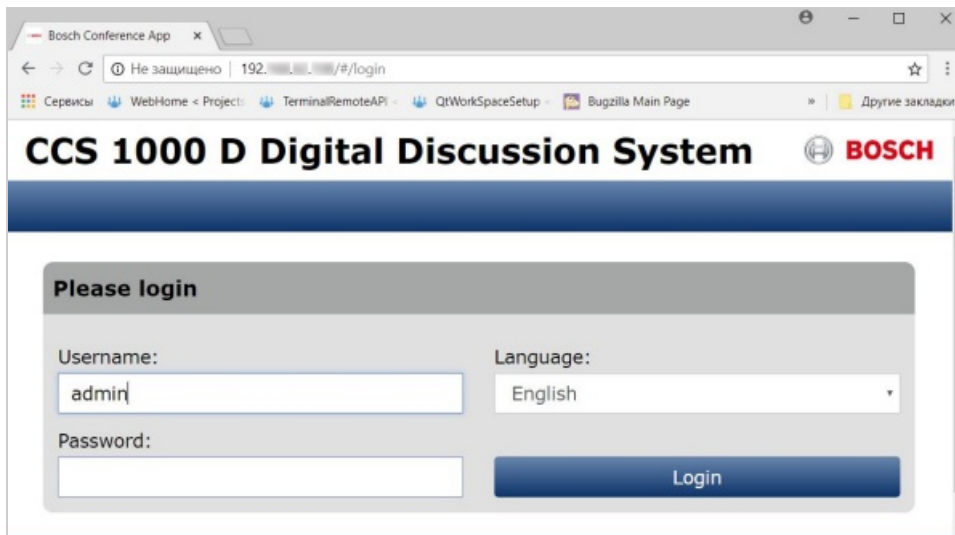 Bosch Conference App
Не защищено | 192. /#/login
Сервисы WebHome < Projects TerminalRemoteAPI < QtWorkSpaceSetup < Bugzilla Main Page » Другие закладки
CCS 1000 D Digital Discussion System BOSCH
Please login
Username: Language:
admin English
Password:
Login